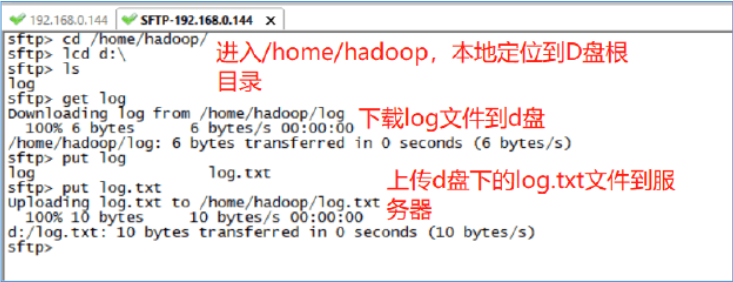 192.168.0.144 SFTP-192.168.0.144 x
sftp> cd /home/hadoop/
sftp> lcd d:\
sftp> ls
log
进入/home/hadoop，本地定位到D盘根
目录
sftp> get log
Downloading log from /home/hadoop/log
100% 6 bytes 6 bytes/s 00:00:00
/home/hadoop/log: 6 bytes transferred in 0 seconds (6 bytes/s)
下载log文件到d盘
sftp> put log
log log.txt
sftp> put log.txt
Uploading log.txt to /home/hadoop/log.txt
100% 10 bytes 10 bytes/s 00:00:00
d:/log.txt: 10 bytes transferred in 0 seconds (10 bytes/s)
上传d盘下的log.txt文件到服
务器
sftp>